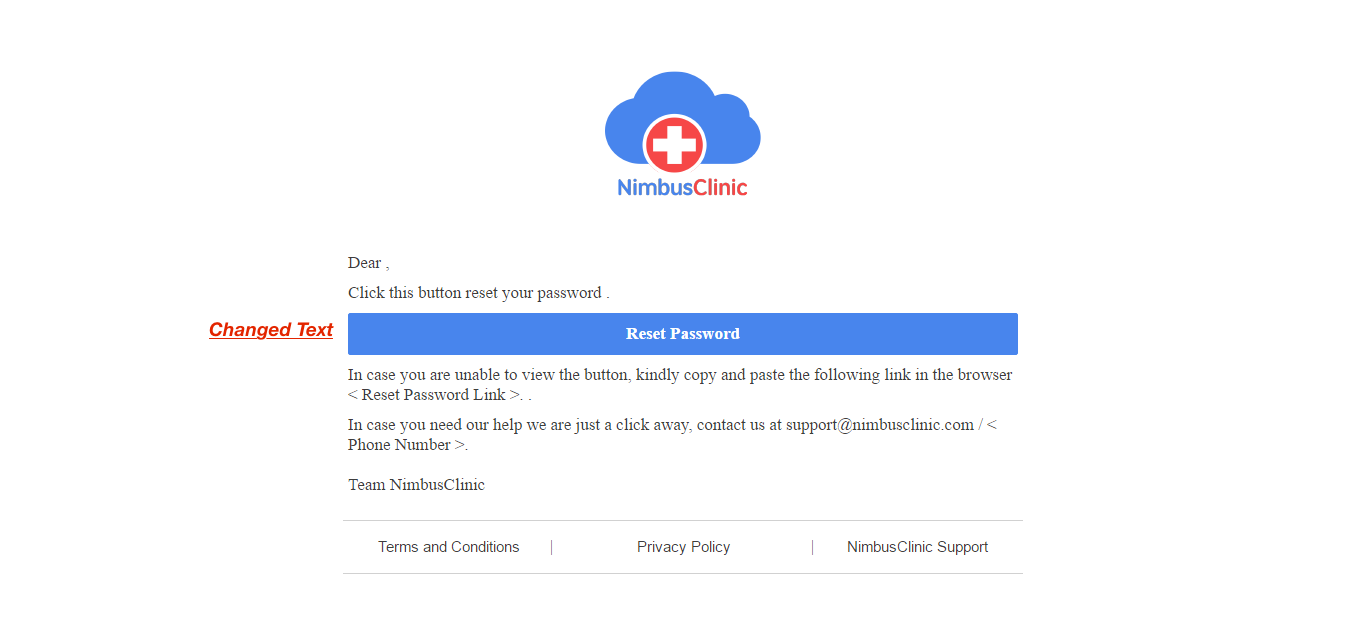 NimbusClinic
Dear ,
Click this button reset your password .
Changed Text
Reset Password
In case you are unable to view the button, kindly copy and paste the following link in the browser
< Reset Password Link >. .
In case you need our help we are just a click away, contact us at support@nimbusclinic.com / <
Phone Number >.
Team NimbusClinic
Terms and Conditions | Privacy Policy | NimbusClinic Support